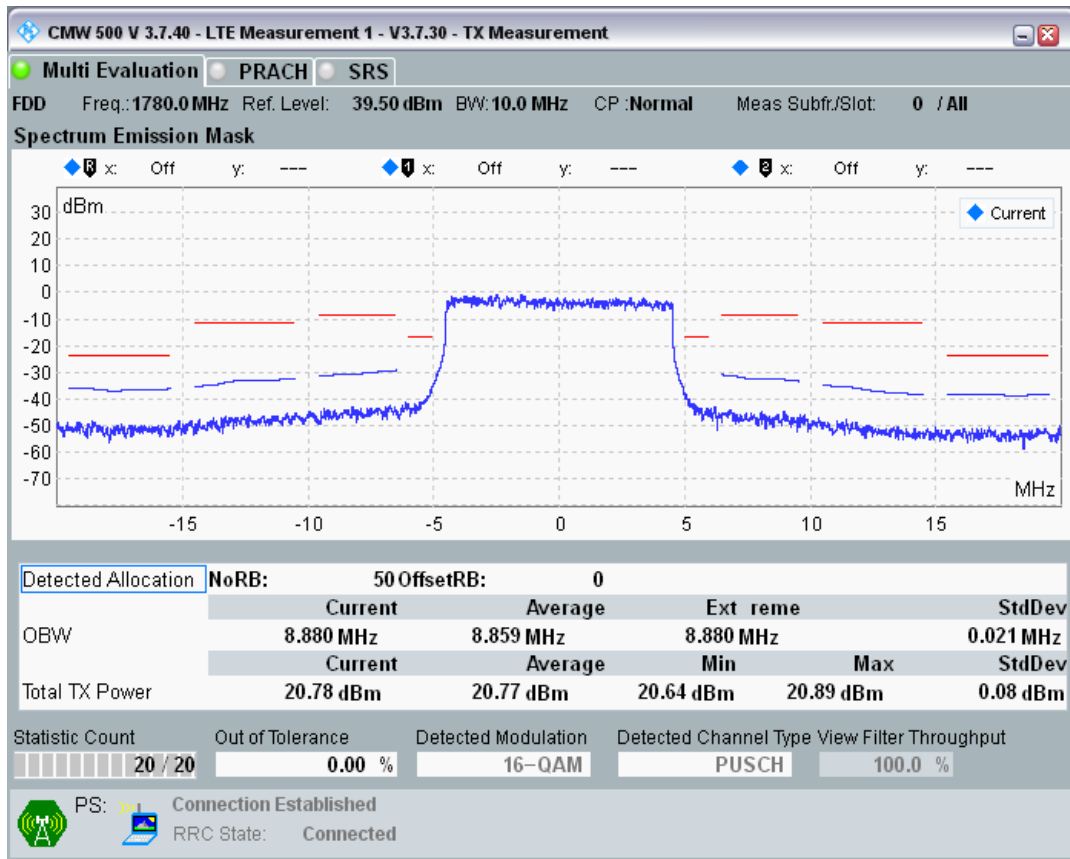 CMW 500 V 3.7.40 - LTE Measurement 1 - V3.7.30 - TX Measurement
Multi Evaluation PRACH SRS
FDD Freq.: 1780.0 MHz Ref. Level: 39.50 dBm BW: 10.0 MHz CP :Normal Meas Subfr./Slot: 0 / All
Spectrum Emission Mask
R x: Off y: --- 1 x: Off y: --- 2 x: Off y: ---
dBm
Current
30
20
10
0
-10
-20
-30
-40
-50
-60
-70
MHz
-15 -10 -5 0 5 10 15
Detected Allocation NoRB: 50 OffsetRB: 0
Current Average Ext reme StdDev
OBW 8.880 MHz 8.859 MHz 8.880 MHz 0.021 MHz
Current Average Min Max StdDev
Total TX Power 20.78 dBm 20.77 dBm 20.64 dBm 20.89 dBm 0.08 dBm
Statistic Count Out of Tolerance Detected Modulation Detected Channel Type View Filter Throughput
20 / 20 0.00 % 16-QAM PUSCH 100.0 %
PS: Connection Established
RRC State: Connected